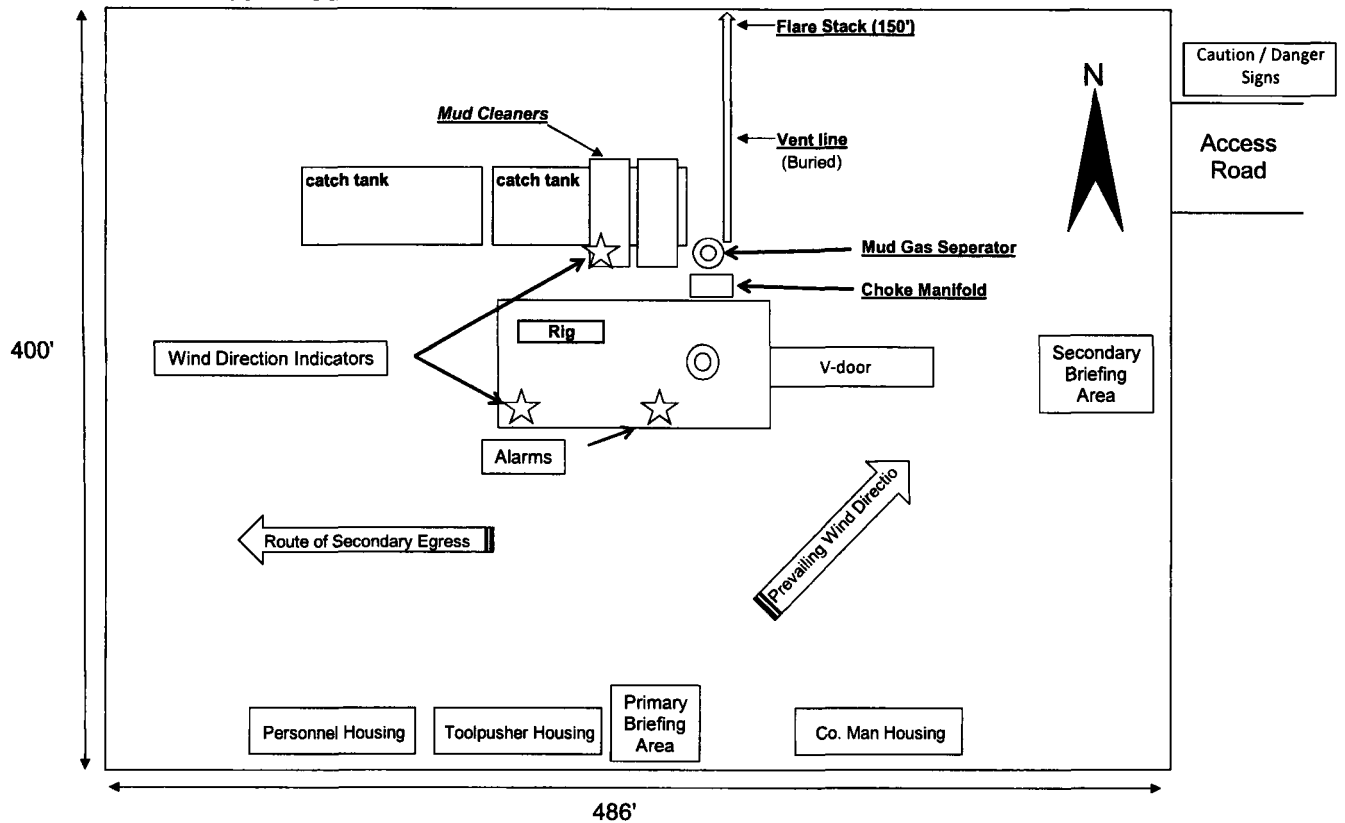 Flare Stack (150')
Caution / Danger
Signs
N
Mud Cleaners
Vent line
(Buried)
Access
Road
catch tank
catch tank
Mud Gas Seperator
Choke Manifold
Rig
400'
Wind Direction Indicators
V-door
Secondary
Briefing
Area
Alarms
Prevailing Wind Directio
Route of Secondary Egress
Personnel Housing
Toolpusher Housing
Primary
Briefing
Area
Co. Man Housing
486'